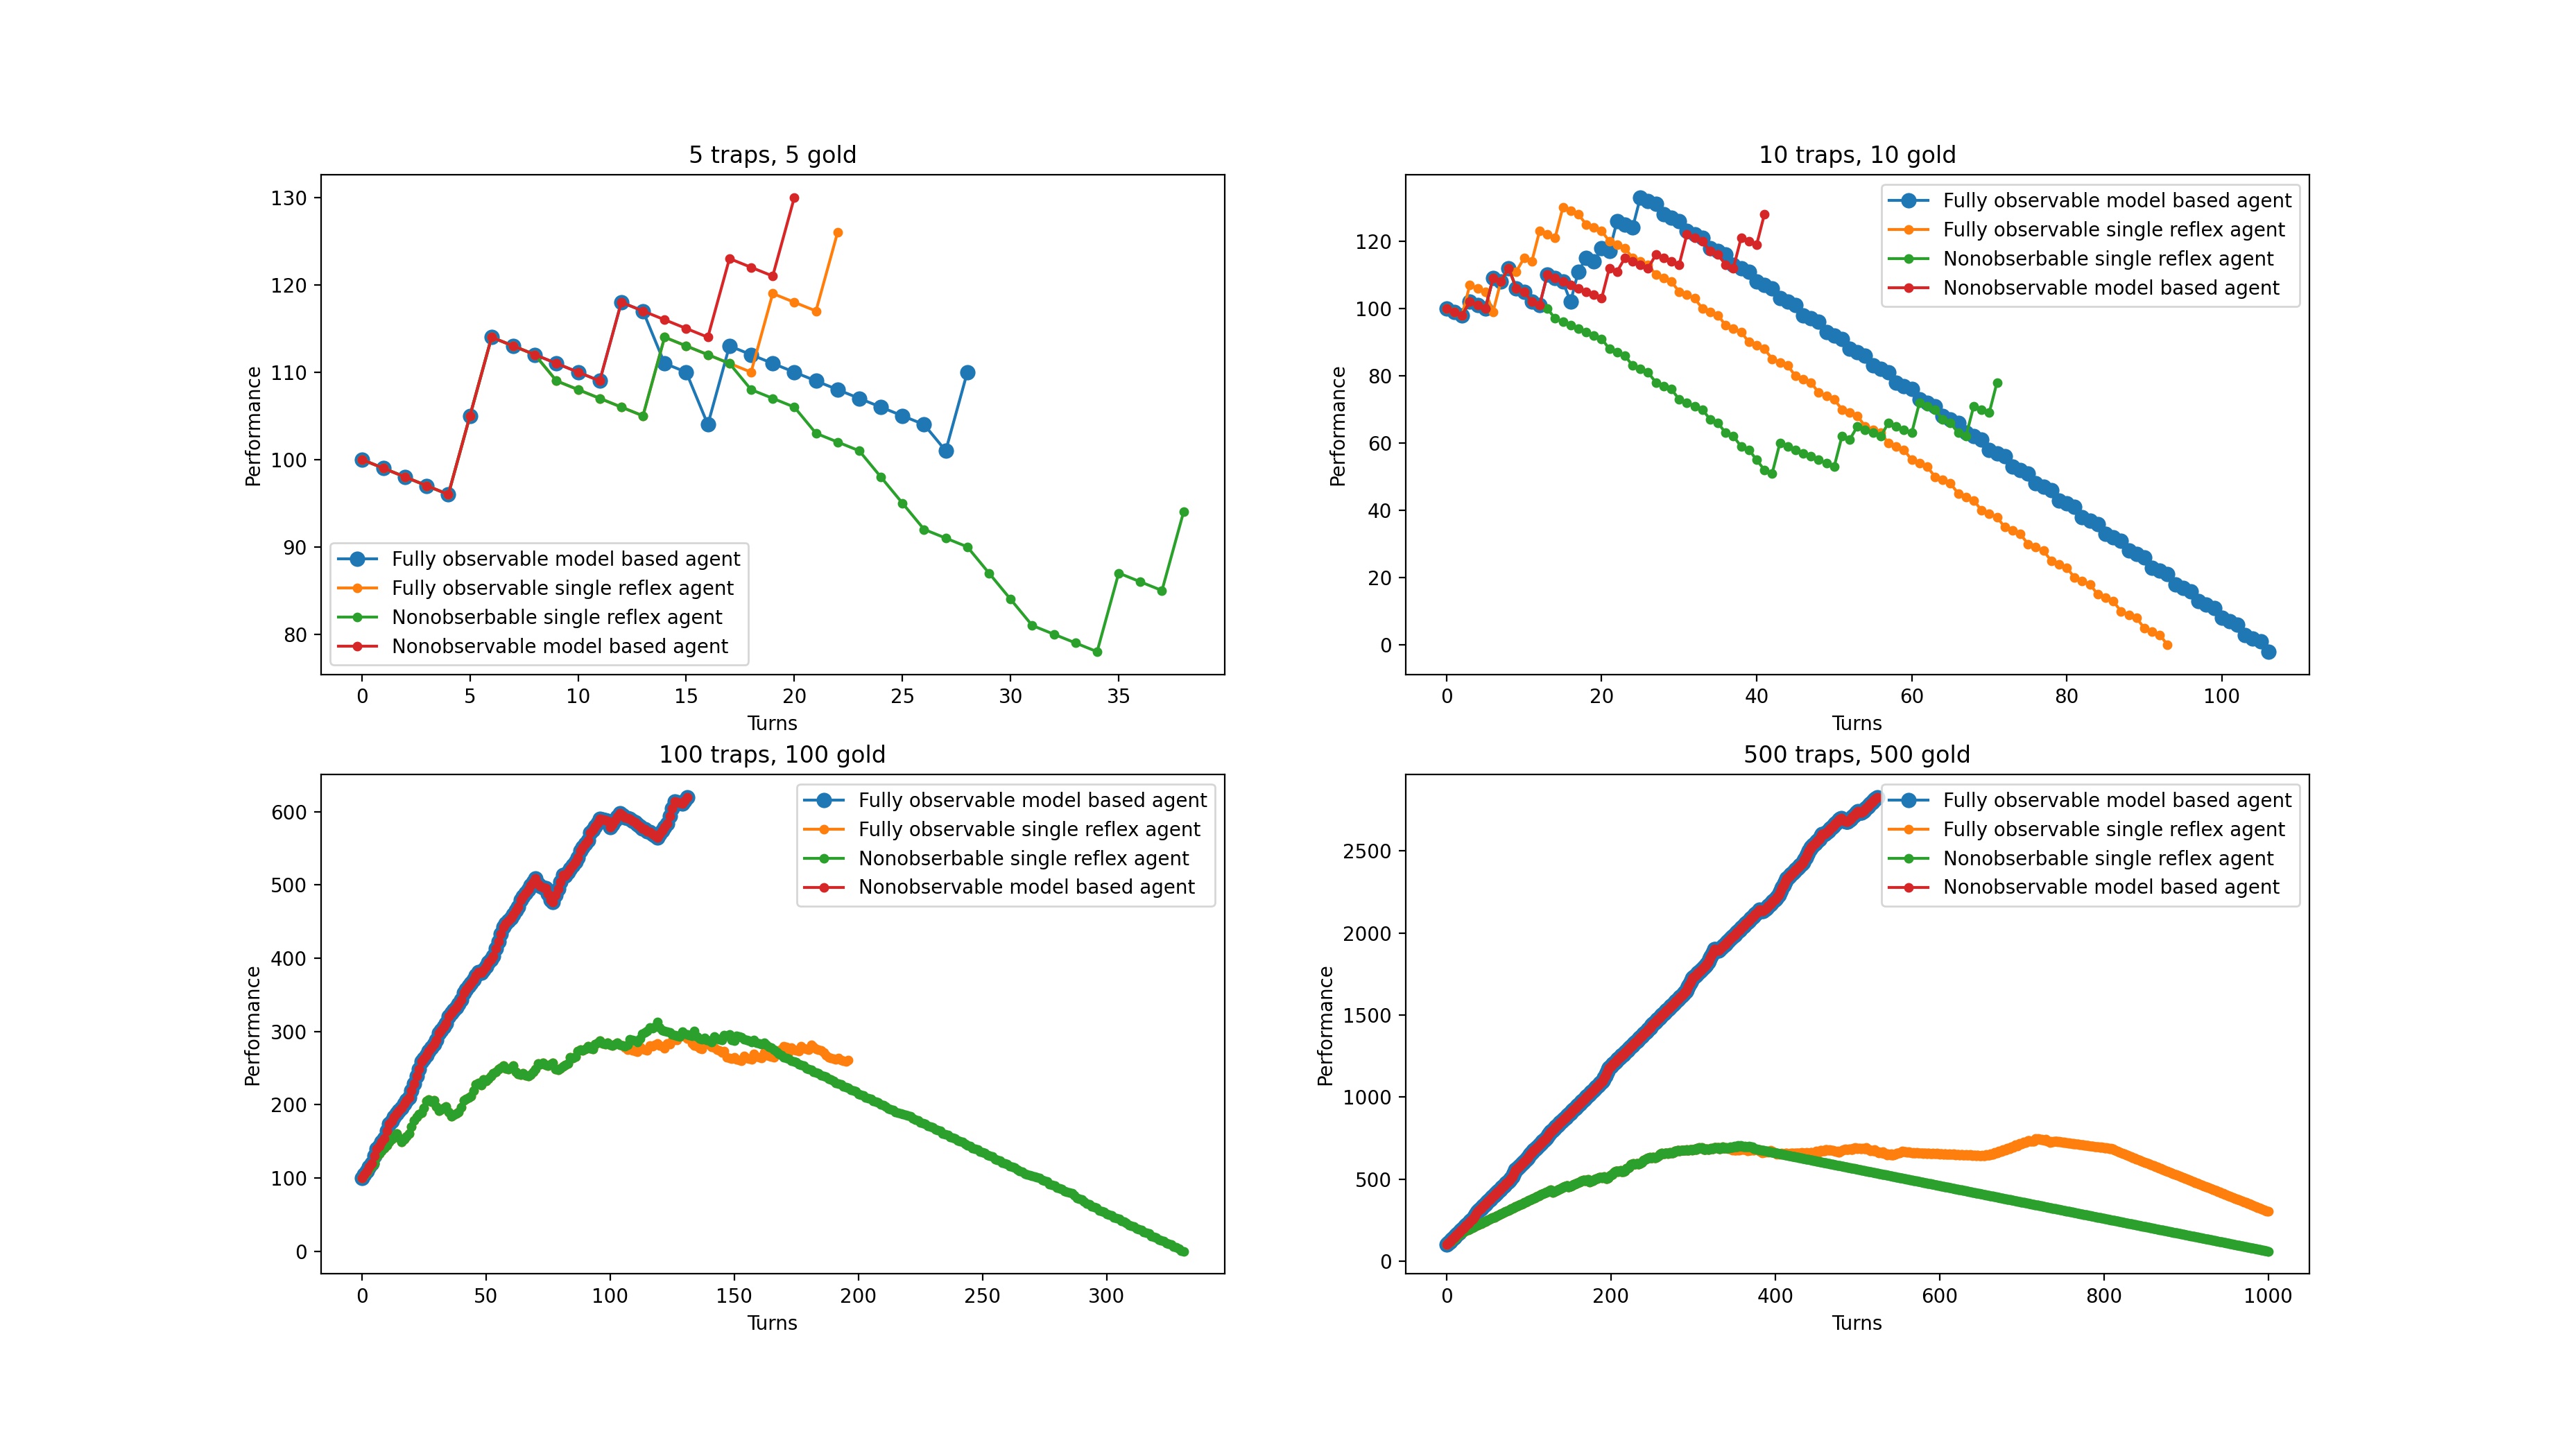 5 traps, 5 gold
130
120
110
100
90
80
Performance
Fully observable model based agent
Fully observable single reflex agent
Nonobserbable single reflex agent
Nonobservable model based agent
0 5 10 15 20 25 30 35
Turns
10 traps, 10 gold
120
100
80
60
40
20
0
Performance
Fully observable model based agent
Fully observable single reflex agent
Nonobserbable single reflex agent
Nonobservable model based agent
0 20 40 60 80 100
Turns
100 traps, 100 gold
600
500
400
300
200
100
0
Performance
Fully observable model based agent
Fully observable single reflex agent
Nonobserbable single reflex agent
Nonobservable model based agent
0 50 100 150 200 250 300
Turns
500 traps, 500 gold
2500
2000
1500
1000
500
0
Performance
Fully observable model based agent
Fully observable single reflex agent
Nonobserbable single reflex agent
Nonobservable model based agent
0 200 400 600 800 1000
Turns